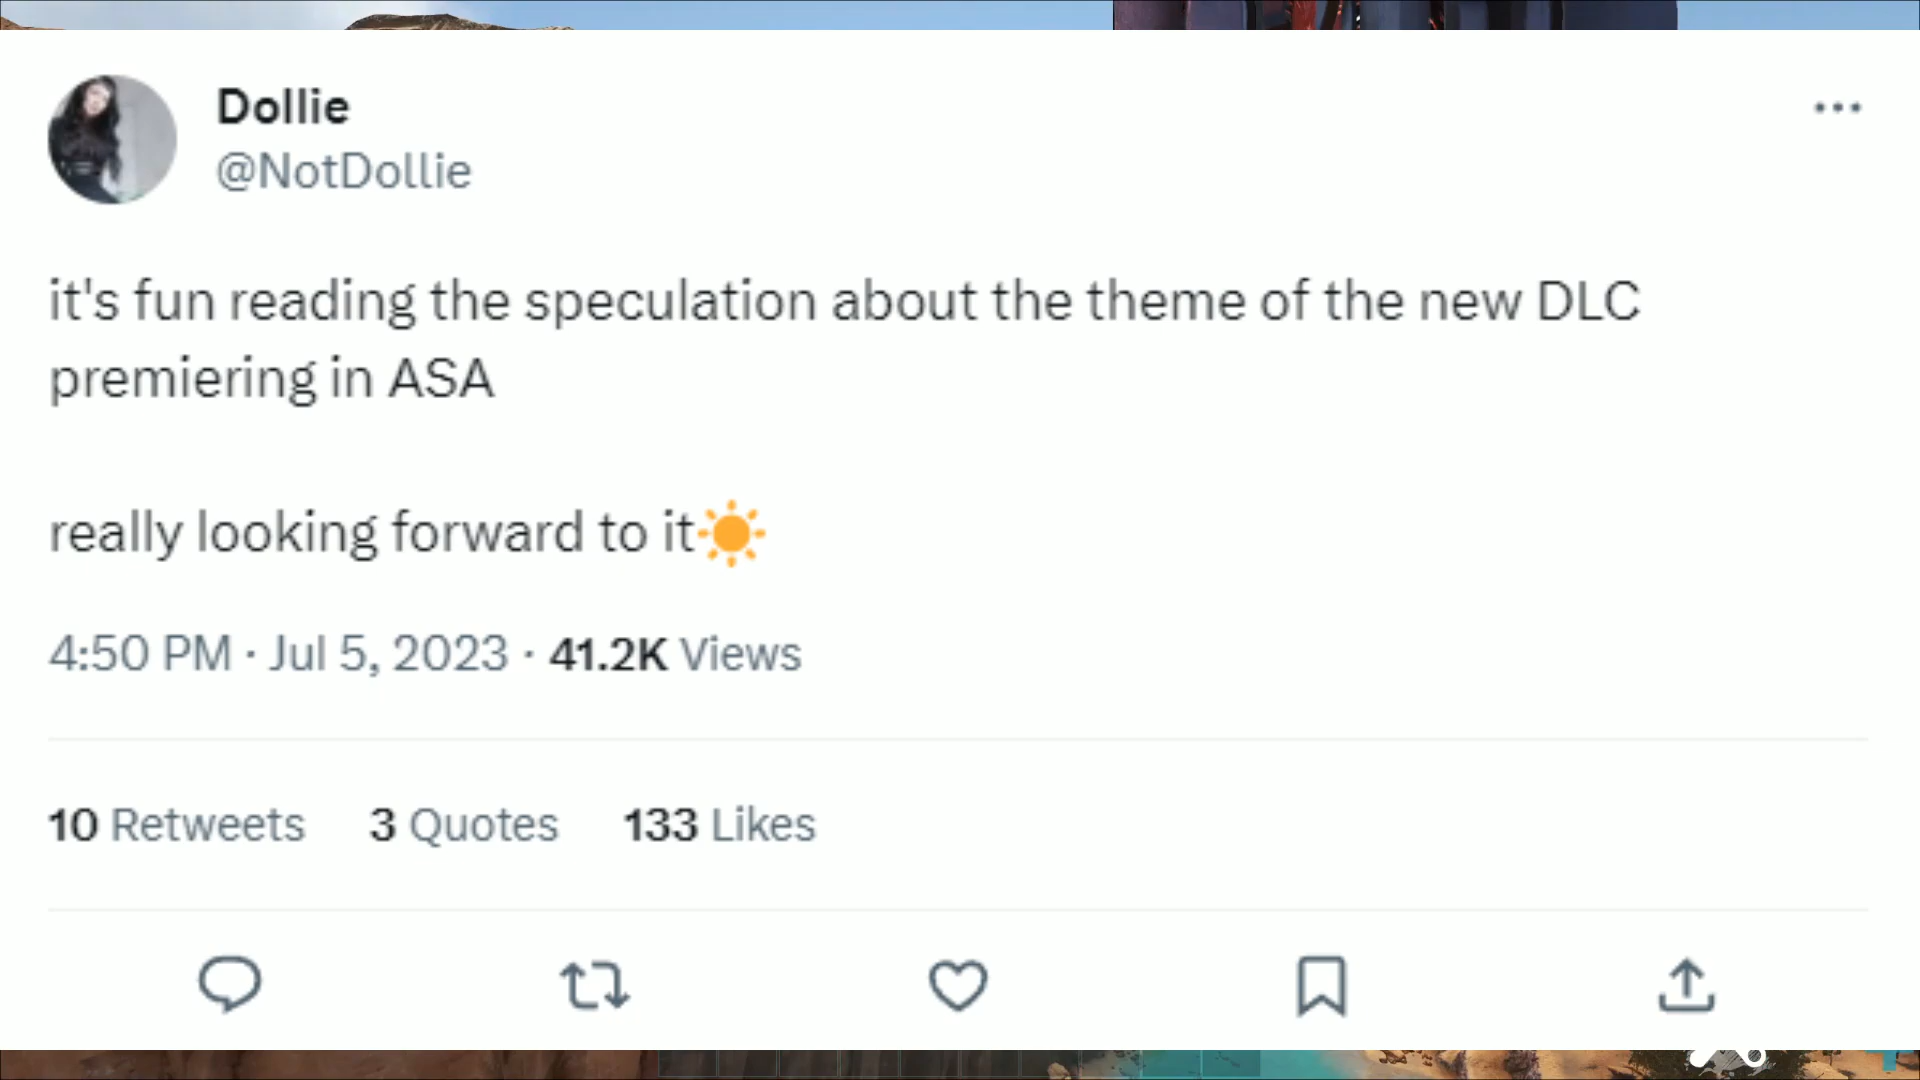 Dollie
@NotDollie
it's fun reading the speculation about the theme of the new DLC
premiering in ASA
really looking forward to it☀️
4:50 PM · Jul 5, 2023 · 41.2K Views
10 Retweets 3 Quotes 133 Likes